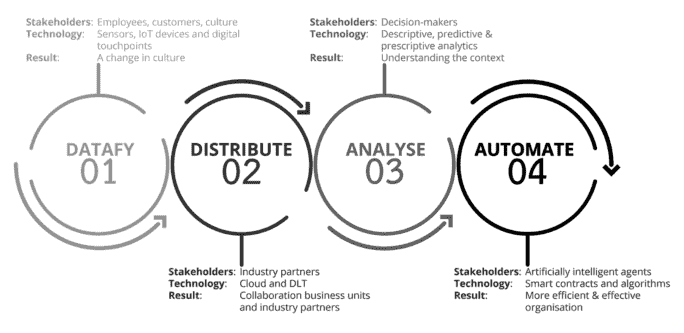 Stakeholders: Employees, customers, culture
Technology: Sensors, IoT devices and digital
touchpoints
Result: A change in culture
Stakeholders: Decision-makers
Technology: Descriptive, predictive &
prescriptive analytics
Result: Understanding the context
DATAFY
01
DISTRIBUTE
02
ANALYSE
03
AUTOMATE
04
Stakeholders: Industry partners
Technology: Cloud and DLT
Result: Collaboration business units
and industry partners
Stakeholders: Artificially intelligent agents
Technology: Smart contracts and algorithms
Result: More efficient & effective
organisation